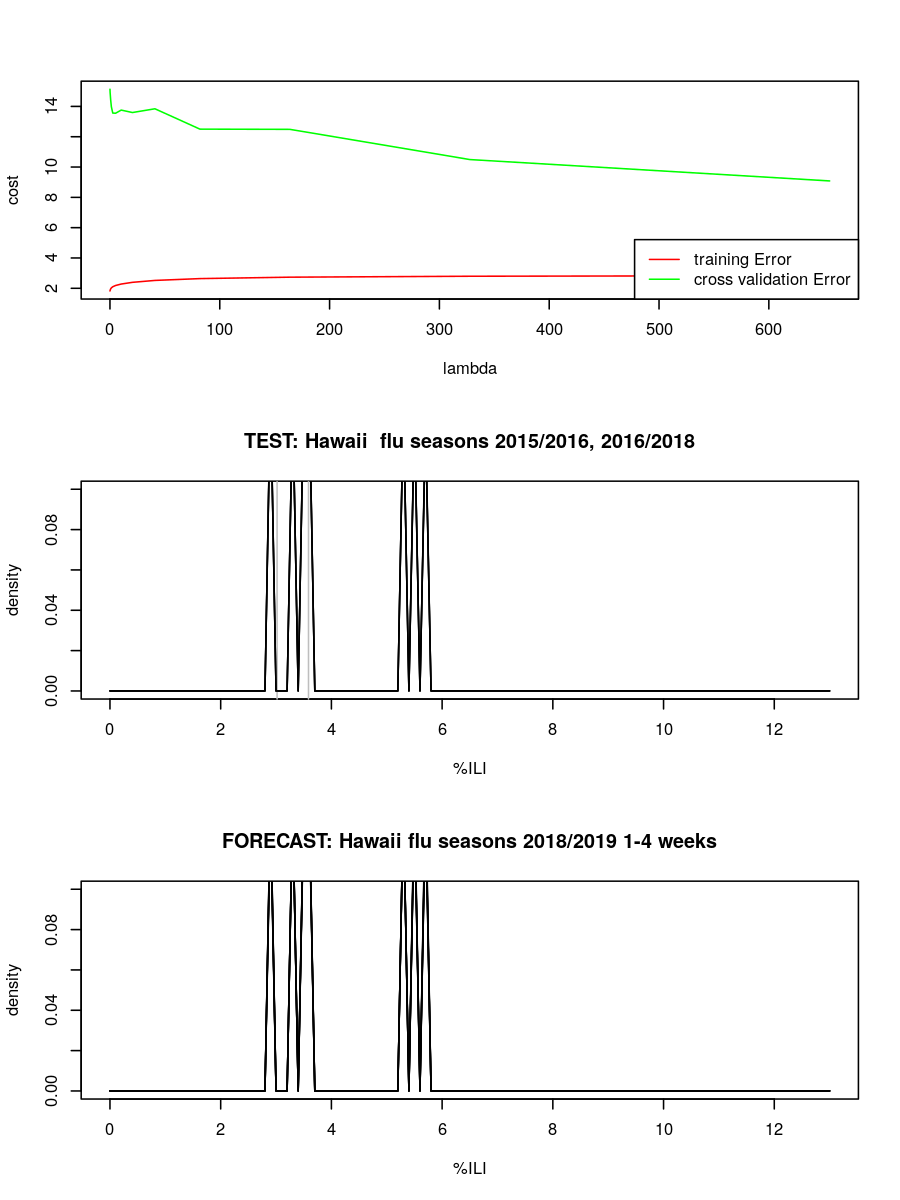 14
10
8
6
4
2
cost
training Error
cross validation Error
0 100 200 300 400 500 600
lambda
TEST: Hawaii  flu seasons 2015/2016, 2016/2018
0.08
0.04
0.00
density
0 2 4 6 8 10 12
%ILI
FORECAST: Hawaii flu seasons 2018/2019 1-4 weeks
0.08
0.04
0.00
density
0 2 4 6 8 10 12
%ILI